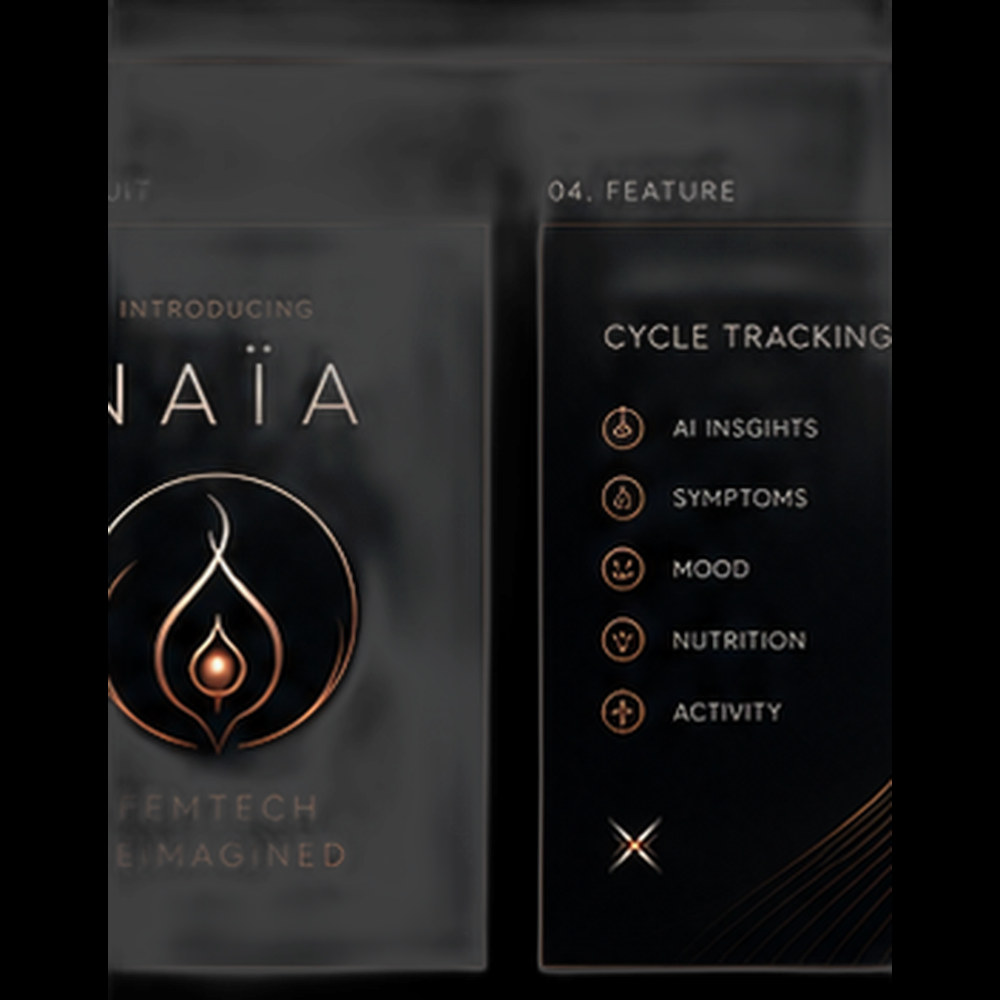 04. FEATURE
INTRODUCING
NAÏA
FEMTECH
CYCLE TRACKING
AI INSGIHTS
SYMPTOMS
MOOD
NUTRITION
ACTIVITY